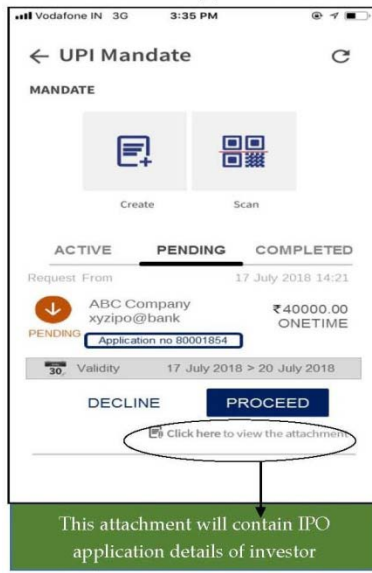 Vodafone IN 3G 3:35 PM
← UPI Mandate
MANDATE
Create Scan
ACTIVE PENDING COMPLETED
Request From 17 July 2018 14:21
ABC Company ₹40000.00
xyzipo@bank ONETIME
PENDING Application no 80001854
30 Validity 17 July 2018 > 20 July 2018
DECLINE PROCEED
Click here to view the attachment
This attachment will contain IPO
application details of investor